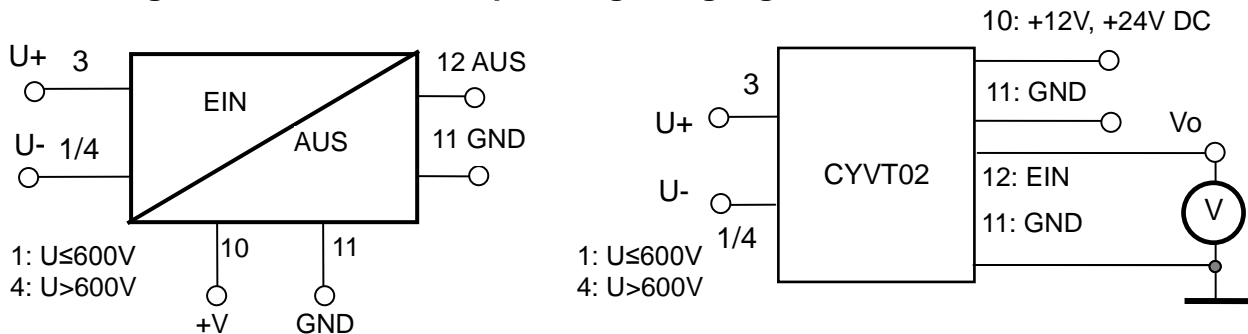 U+
3
12 AUS
EIN
U-
1/4
AUS
11 GND
10
11
1: U≤600V
4: U>600V
+V
GND
10: +12V, +24V DC
3
11: GND
U+
Vo
CYVT02
12: EIN
V
U-
11: GND
1/4
1: U≤600V
4: U>600V